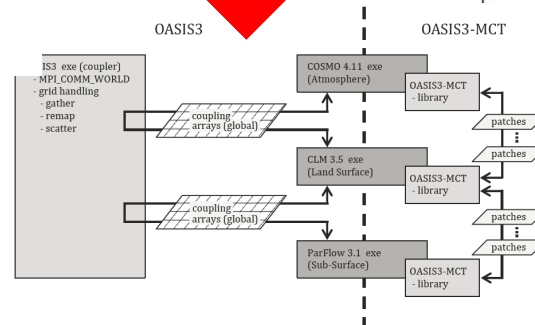 OASIS3
OASIS3-MCT
IS3 exe (coupler)
- MPI_COMM_WORLD
- grid handling
- gather
- remap
- scatter
coupling
arrays (global)
coupling
arrays (global)
COSMO 4.11 exe
(Atmosphere)
OASIS3-MCT
- library
patches
patches
CLM 3.5 exe
(Land Surface)
OASIS3-MCT
- library
patches
patches
ParFlow 3.1 exe
(Sub-Surface)
OASIS3-MCT
- library